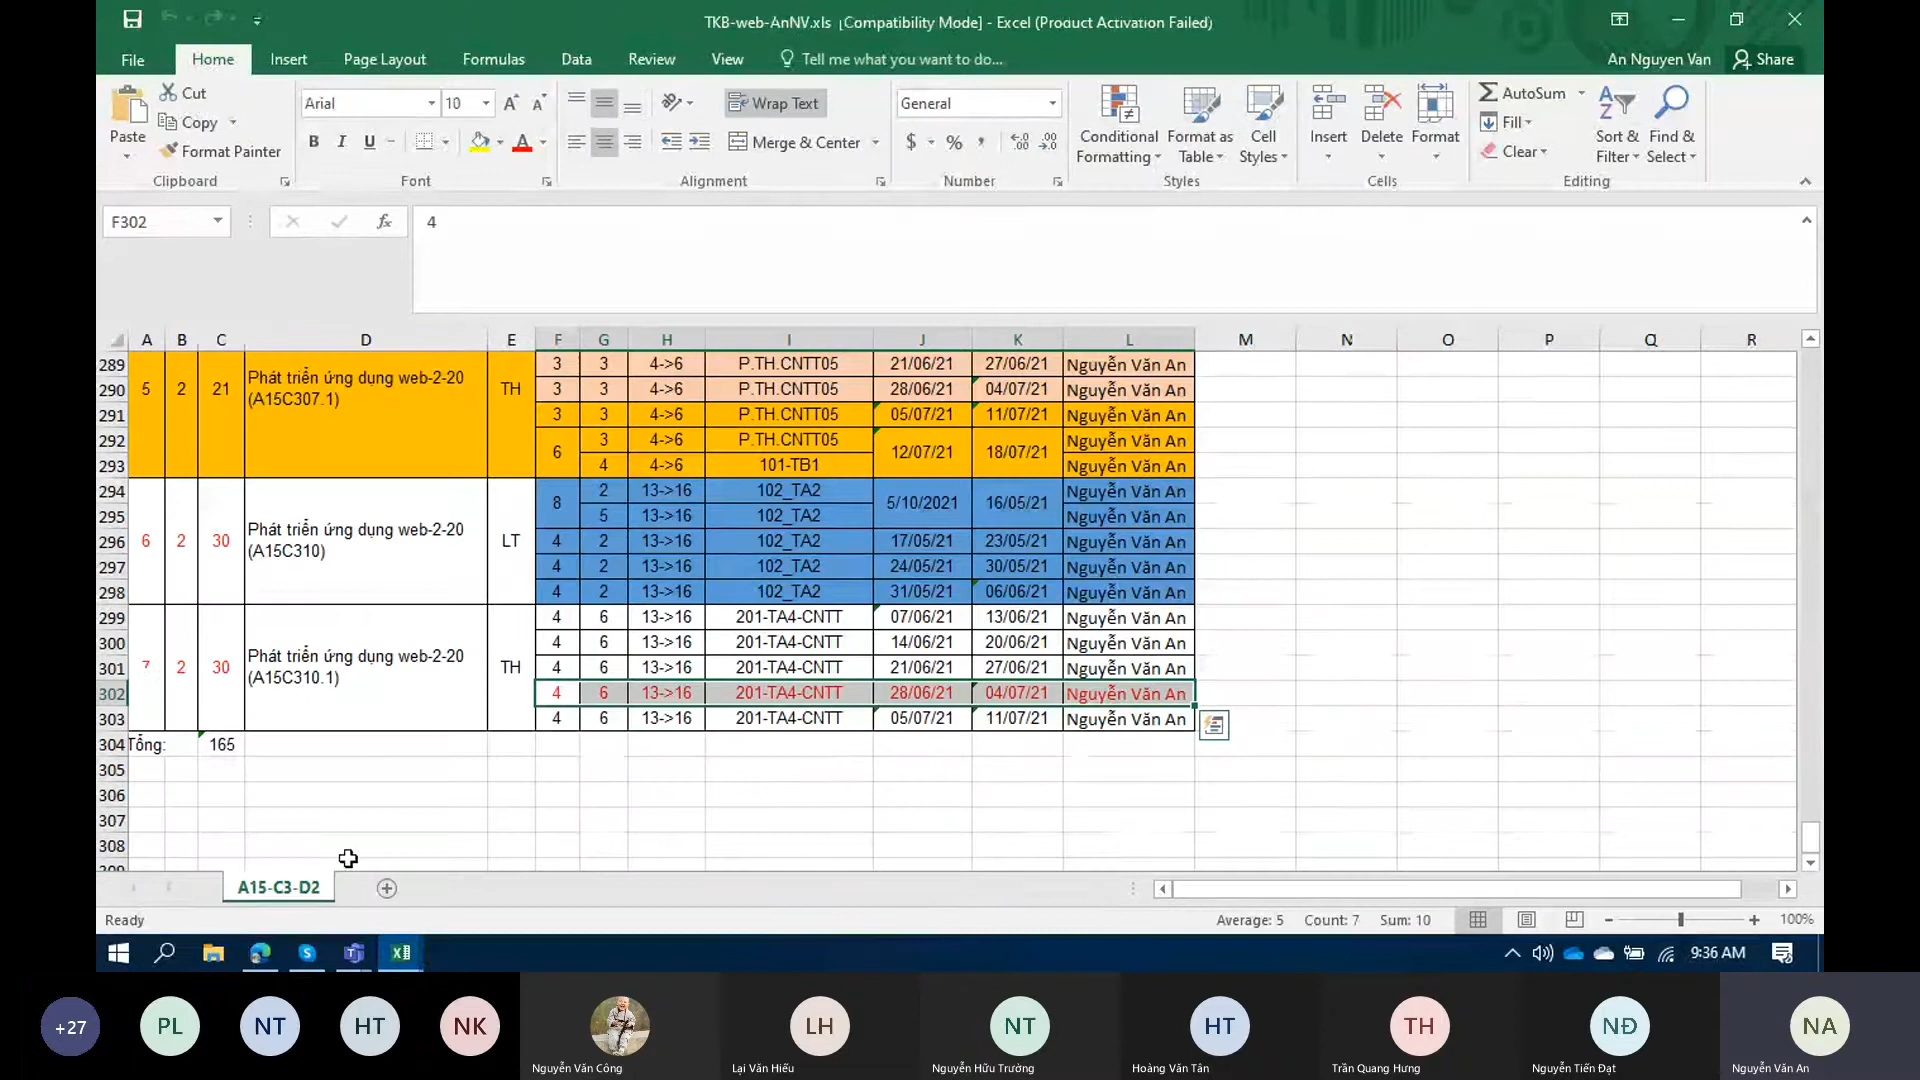 TKB-web-AnNV.xls [Compatibility Mode] - Excel (Product Activation Failed)
File Home Insert Page Layout Formulas Data Review View Tell me what you want to do... An Nguyen Van Share
Cut
Copy
Format Painter
Paste
Clipboard
Arial 10
B I U
Font
Wrap Text
Merge & Center
Alignment
General
$ % ,
Number
Conditional Formatting
Format as Table
Cell Styles
Styles
Insert Delete Format
Cells
AutoSum
Fill
Clear
Sort & Filter
Find & Select
Editing
F302 fx 4
A B C D E F G H I J K L M N O P Q R
289 3 3 4->6 P.TH.CNTT05 21/06/21 27/06/21 Nguyễn Văn An
290 5 2 21 Phát triển ứng dụng web-2-20 (A15C307.1) TH 3 3 4->6 P.TH.CNTT05 28/06/21 04/07/21 Nguyễn Văn An
291 3 3 4->6 P.TH.CNTT05 05/07/21 11/07/21 Nguyễn Văn An
292 6 3 4->6 P.TH.CNTT05 12/07/21 18/07/21 Nguyễn Văn An
293 4 4->6 101-TB1 Nguyễn Văn An
294 8 2 13->16 102_TA2 5/10/2021 16/05/21 Nguyễn Văn An
295 5 13->16 102_TA2 Nguyễn Văn An
296 6 2 30 Phát triển ứng dụng web-2-20 (A15C310) LT 4 2 13->16 102_TA2 17/05/21 23/05/21 Nguyễn Văn An
297 4 2 13->16 102_TA2 24/05/21 30/05/21 Nguyễn Văn An
298 4 2 13->16 102_TA2 31/05/21 06/06/21 Nguyễn Văn An
299 4 6 13->16 201-TA4-CNTT 07/06/21 13/06/21 Nguyễn Văn An
300 4 6 13->16 201-TA4-CNTT 14/06/21 20/06/21 Nguyễn Văn An
301 7 2 30 Phát triển ứng dụng web-2-20 (A15C310.1) TH 4 6 13->16 201-TA4-CNTT 21/06/21 27/06/21 Nguyễn Văn An
302 4 6 13->16 201-TA4-CNTT 28/06/21 04/07/21 Nguyễn Văn An
303 4 6 13->16 201-TA4-CNTT 05/07/21 11/07/21 Nguyễn Văn An
304 Tổng: 165
305
306
307
308
309
A15-C3-D2
Ready Average: 5 Count: 7 Sum: 10 100%
9:36 AM
+27 PL NT HT NK LH NT HT TH NĐ NA
Nguyễn Văn Công Lại Văn Hiếu Nguyễn Hữu Trưởng Hoàng Văn Tân Trần Quang Hưng Nguyễn Tiến Đạt Nguyễn Văn An